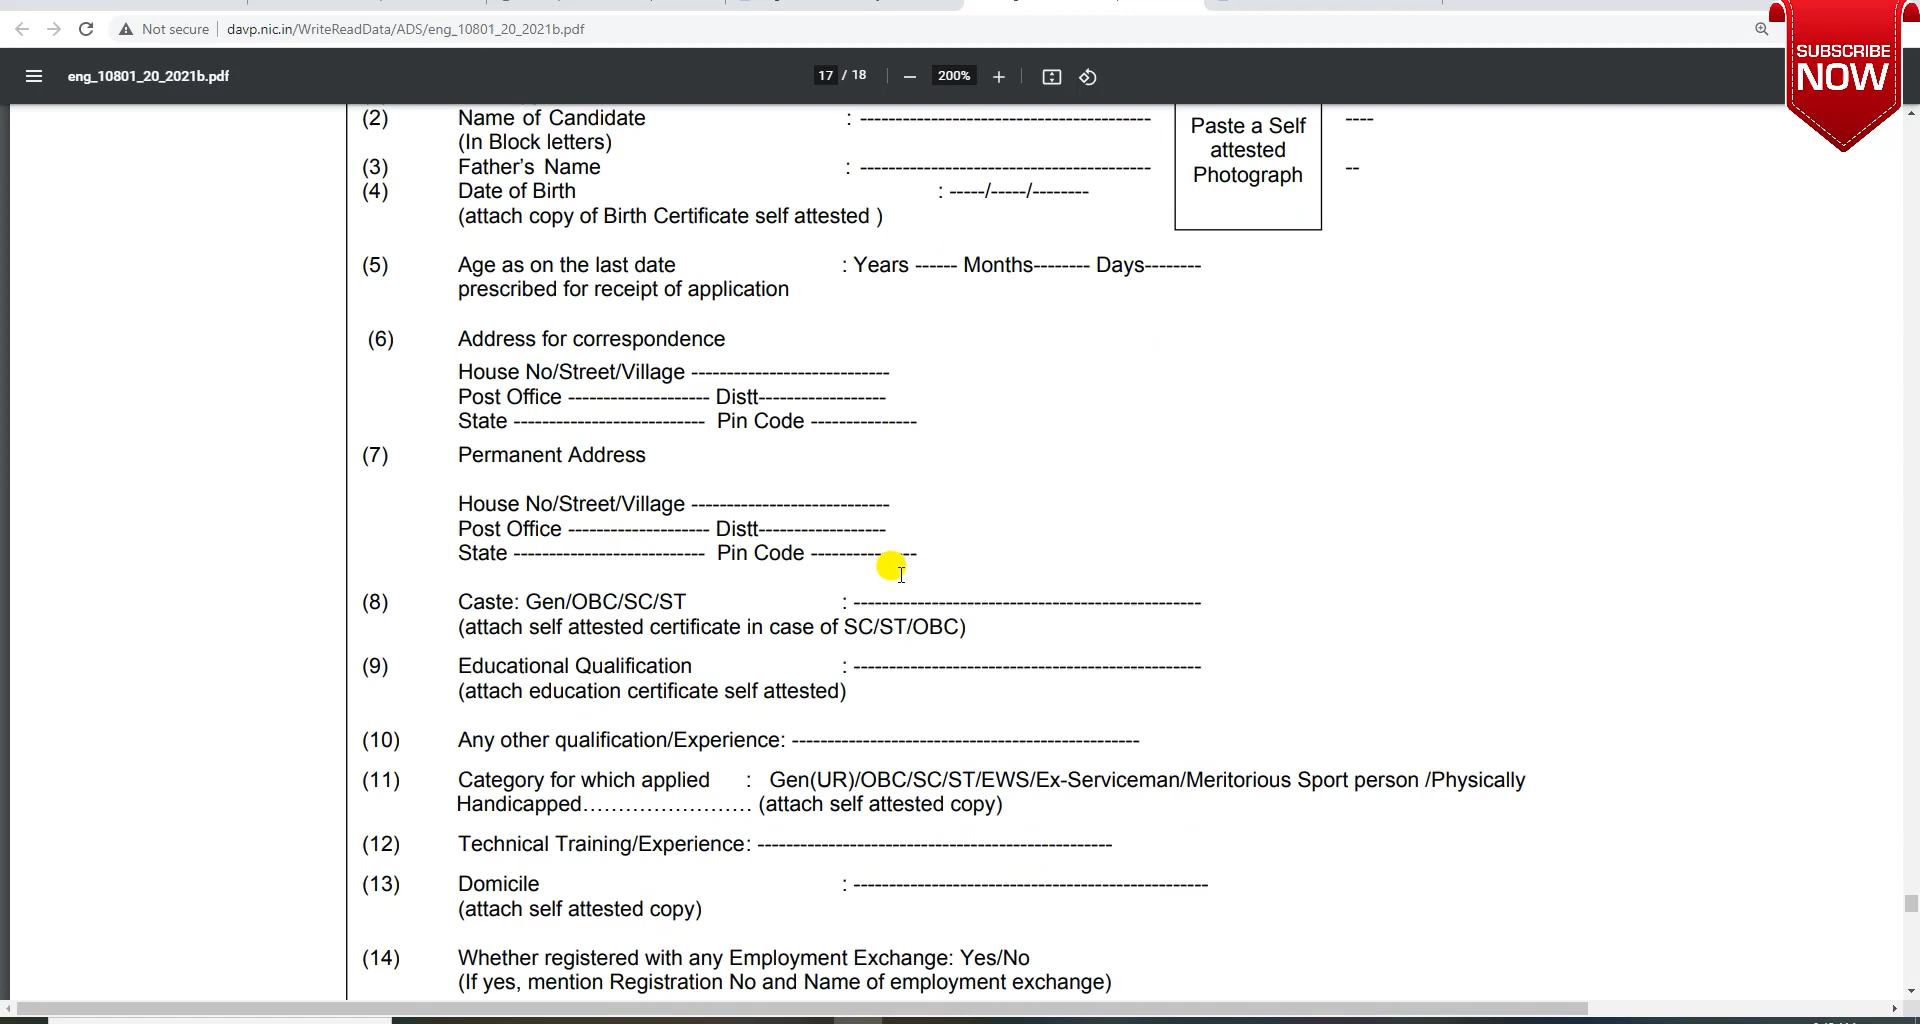 Not secure davp.nic.in/WriteReadData/ADS/eng_10801_20_2021b.pdf
SUBSCRIBE
NOW
eng_10801_20_2021b.pdf 17 / 18 200%
(2) Name of Candidate : ----------------------------------------- ----
(In Block letters)
Paste a Self
attested
Photograph
(3) Father's Name : ----------------------------------------- --
(4) Date of Birth : -----/-----/--------
(attach copy of Birth Certificate self attested )
(5) Age as on the last date : Years ------ Months-------- Days--------
prescribed for receipt of application
(6) Address for correspondence
House No/Street/Village ----------------------------
Post Office -------------------- Distt------------------
State --------------------------- Pin Code ---------------
(7) Permanent Address
House No/Street/Village ----------------------------
Post Office -------------------- Distt------------------
State --------------------------- Pin Code ---------------
(8) Caste: Gen/OBC/SC/ST : -------------------------------------------------
(attach self attested certificate in case of SC/ST/OBC)
(9) Educational Qualification : -------------------------------------------------
(attach education certificate self attested)
(10) Any other qualification/Experience: -------------------------------------------------
(11) Category for which applied : Gen(UR)/OBC/SC/ST/EWS/Ex-Serviceman/Meritorious Sport person /Physically
Handicapped........................ (attach self attested copy)
(12) Technical Training/Experience: --------------------------------------------------
(13) Domicile : --------------------------------------------------
(attach self attested copy)
(14) Whether registered with any Employment Exchange: Yes/No
(If yes, mention Registration No and Name of employment exchange)